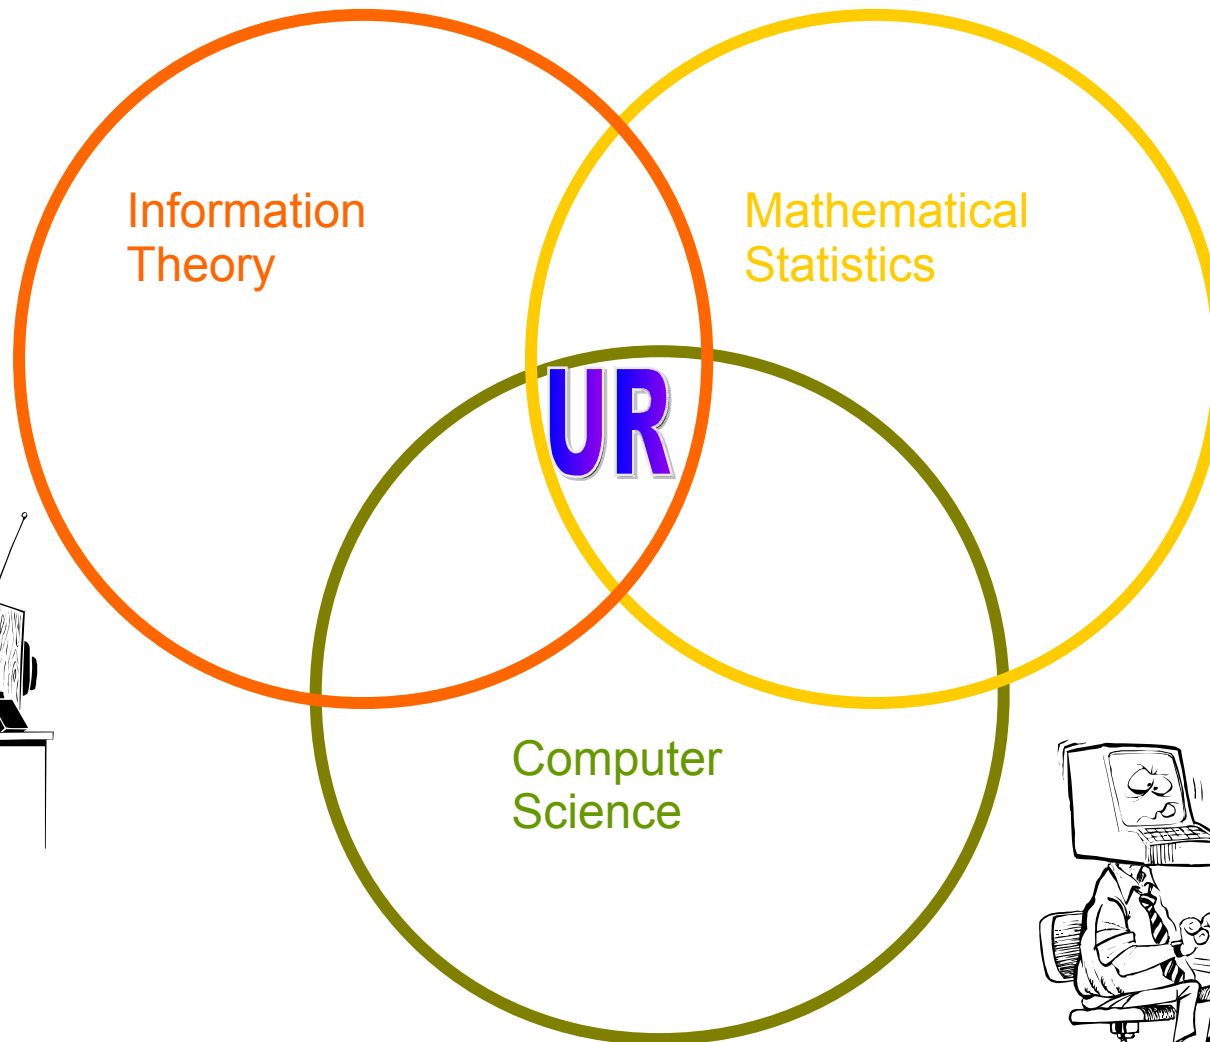 Information
Theory
Mathematical
Statistics
UR
Computer
Science